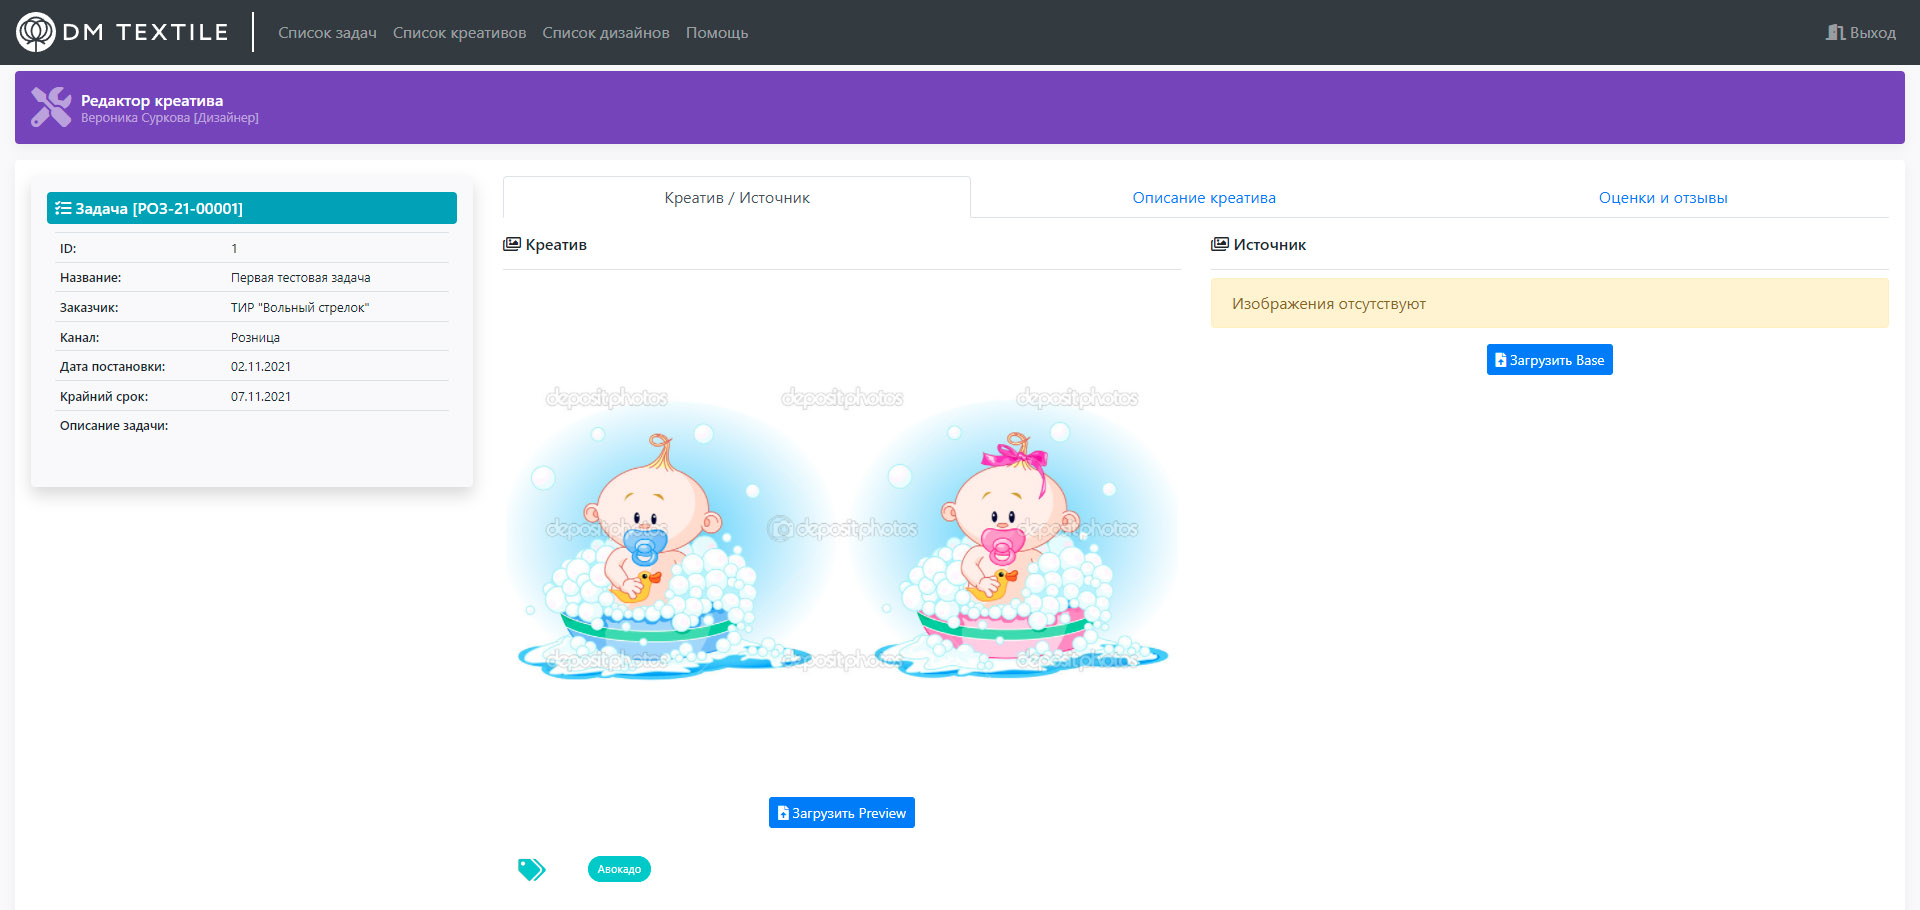 DM TEXTILE
Список задач Список креативов Список дизайнов Помощь
Выход
Редактор креатива
Вероника Суркова [Дизайнер]
Задача [РОЗ-21-00001]
ID: 1
Название: Первая тестовая задача
Заказчик: ТИР "Вольный стрелок"
Канал: Розница
Дата постановки: 02.11.2021
Крайний срок: 07.11.2021
Описание задачи:
Креатив / Источник Описание креатива Оценки и отзывы
Креатив
depositphotos depositphotos depositphotos
depositphotos depositphotos depositphotos
depositphotos depositphotos depositphotos
Загрузить Preview
Авокадо
Источник
Изображения отсутствуют
Загрузить Base